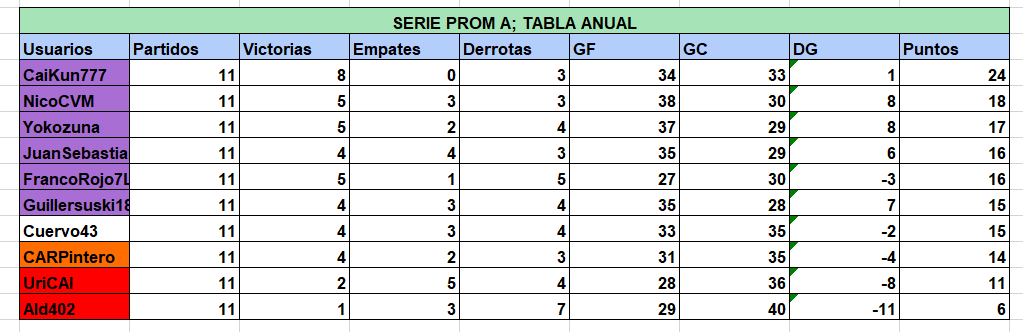 SERIE PROM A; TABLA ANUAL
Usuarios Partidos Victorias Empates Derrotas GF GC DG Puntos
CaiKun777 11 8 0 3 34 33 1 24
NicoCVM 11 5 3 3 38 30 8 18
Yokozuna 11 5 2 4 37 29 8 17
JuanSebastia 11 4 4 3 35 29 6 16
FrancoRojo7L 11 5 1 5 27 30 -3 16
Guillersuski18 11 4 3 4 35 28 7 15
Cuervo43 11 4 3 4 33 35 -2 15
CARPintero 11 4 2 3 31 35 -4 14
UriCAI 11 2 5 4 28 36 -8 11
Ald402 11 1 3 7 29 40 -11 6